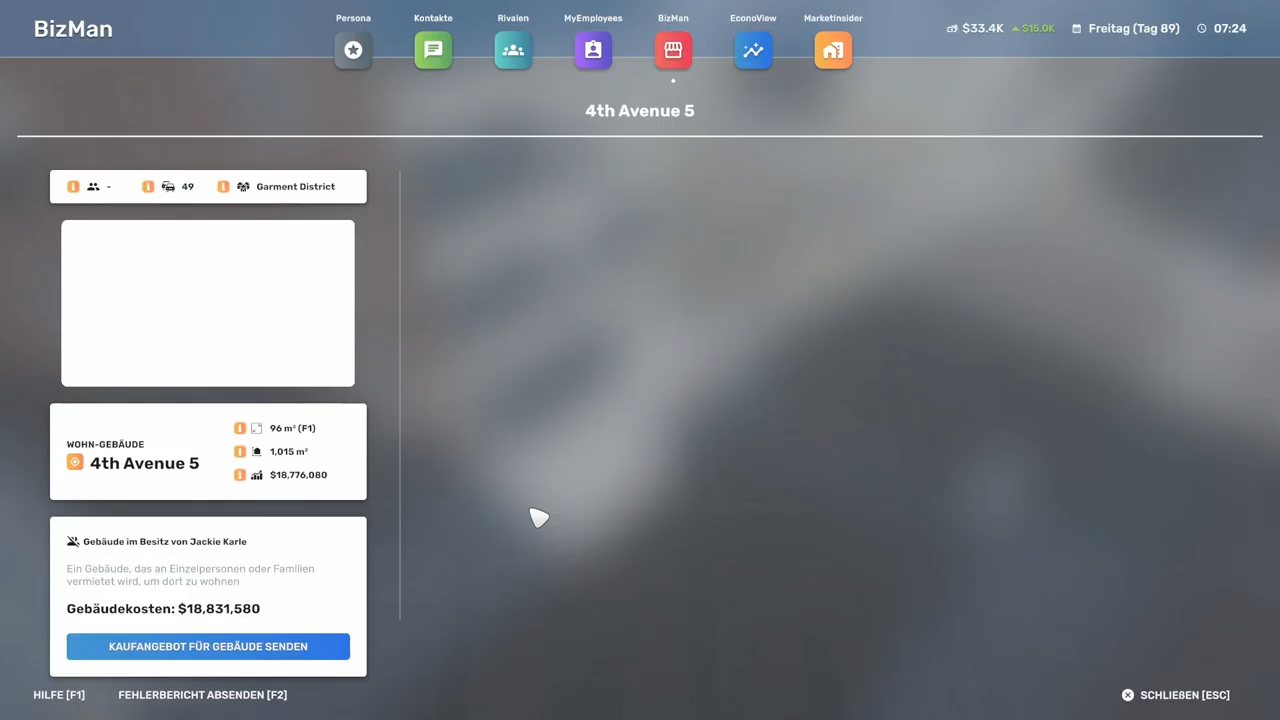 BizMan
Persona
Kontakte
Rivalen
MyEmployees
BizMan
EconoView
MarketInsider
$33.4K
$15.0K
Freitag (Tag 89)
07:24
4th Avenue 5
-
49
Garment District
96 m² (F1)
WOHN-GEBÄUDE
1,015 m²
4th Avenue 5
$18,776,080
Gebäude im Besitz von Jackie Karle
Ein Gebäude, das an Einzelpersonen oder Familien
vermietet wird, um dort zu wohnen
Gebäudekosten: $18,831,580
KAUFANGEBOT FÜR GEBÄUDE SENDEN
HILFE [F1]
FEHLERBERICHT ABSENDEN [F2]
SCHLIEßEN [ESC]